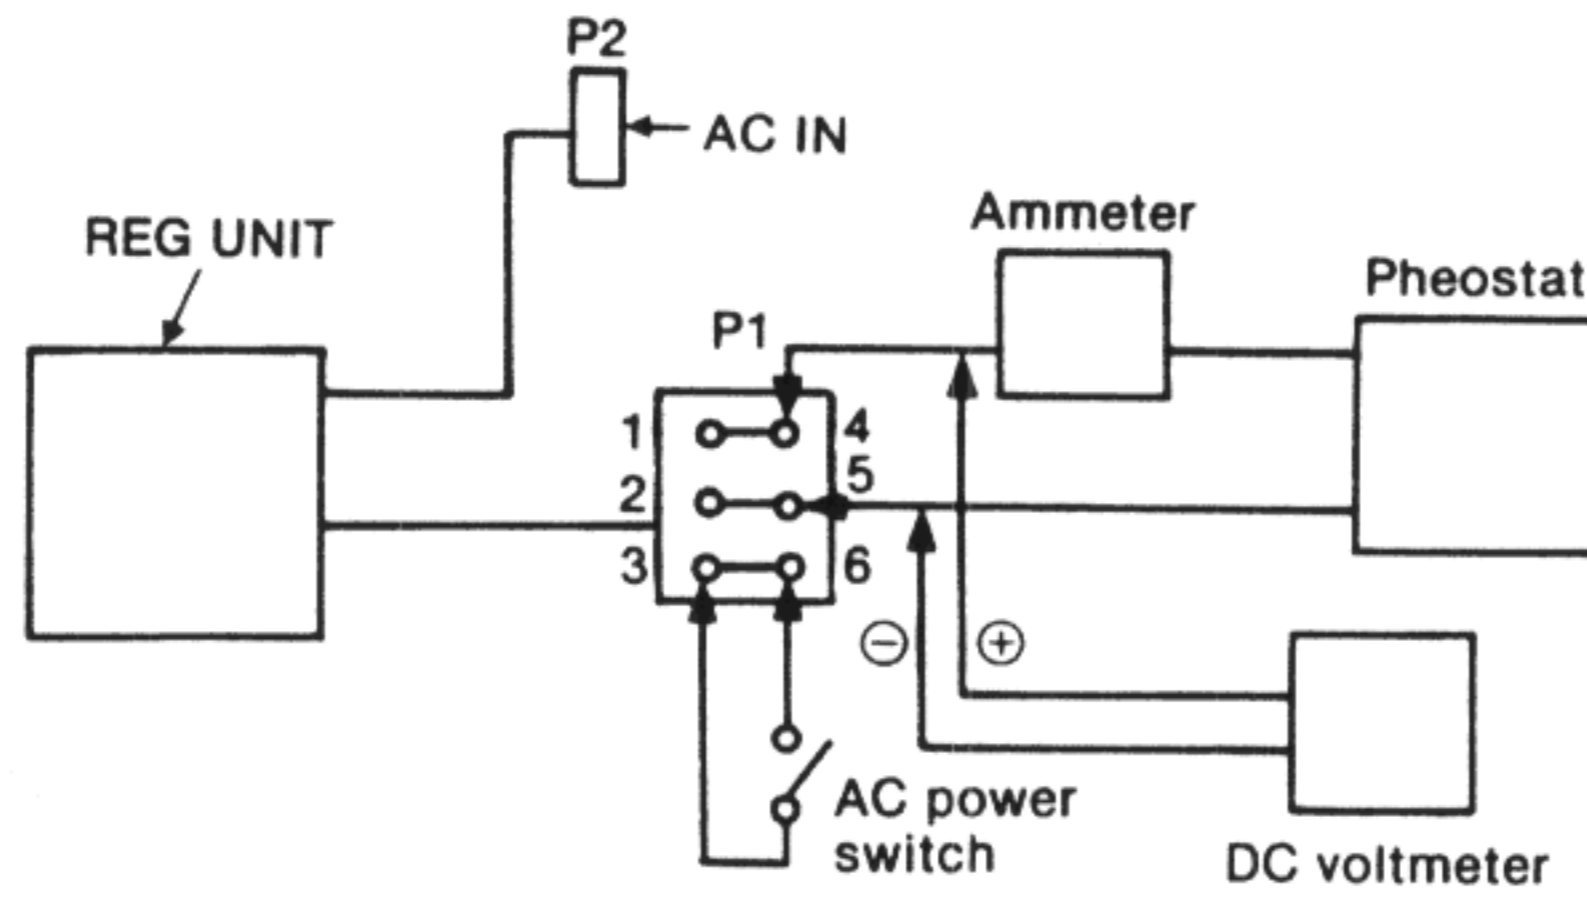 P2
AC IN
REG UNIT
Ammeter
Pheostat
P1
1
4
2
5
3
6
− +
AC power
switch
DC voltmeter